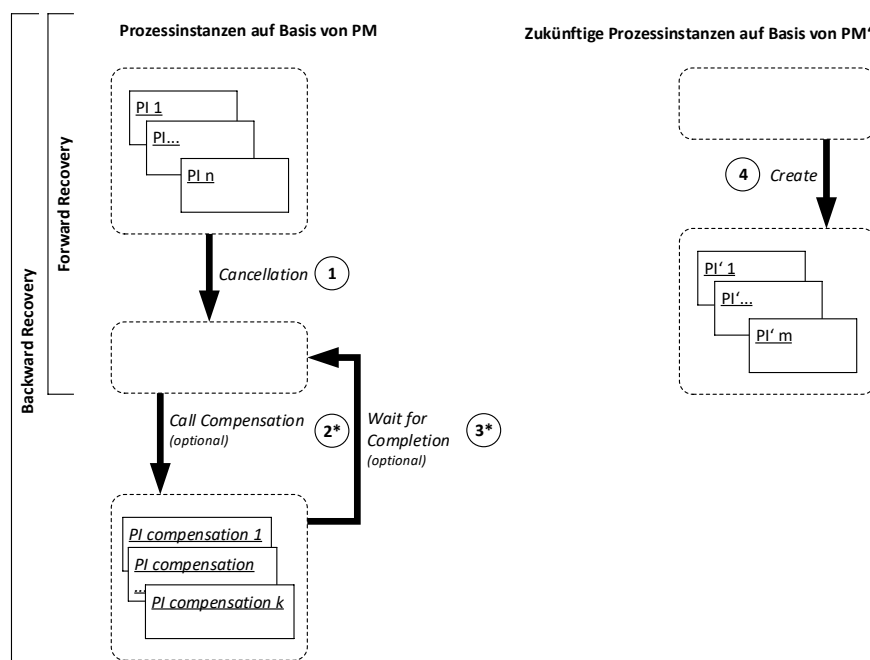 Prozessinstanzen auf Basis von PM
Zukünftige Prozessinstanzen auf Basis von PM‘
Backward Recovery
Forward Recovery
PI 1
PI...
PI n
Cancellation
1
Call Compensation
(optional)
2*
Wait for
Completion
(optional)
3*
PI compensation 1
PI compensation
...
PI compensation k
4
Create
PI‘ 1
PI‘...
PI‘ m